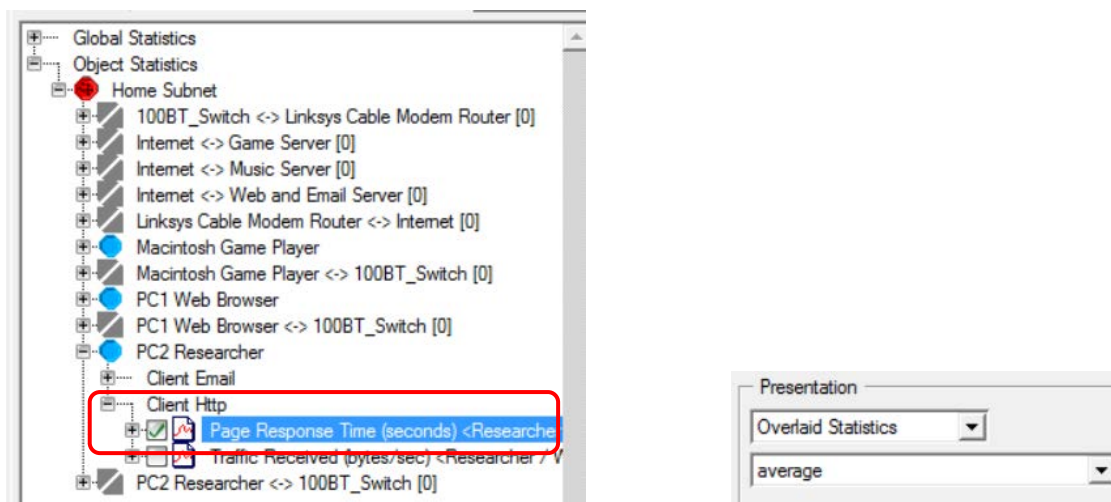 Global Statistics
Object Statistics
Home Subnet
100BT_Switch <-> Linksys Cable Modem Router [0]
Internet <-> Game Server [0]
Internet <-> Music Server [0]
Internet <-> Web and Email Server [0]
Linksys Cable Modem Router <-> Internet [0]
Macintosh Game Player
Macintosh Game Player <-> 100BT_Switch [0]
PC1 Web Browser
PC1 Web Browser <-> 100BT_Switch [0]
PC2 Researcher
Client Email
Client Http
Page Response Time (seconds) <Researcher
Traffic Received (bytes/sec) <Researcher /
PC2 Researcher <-> 100BT_Switch [0]
Presentation
Overlaid Statistics
average